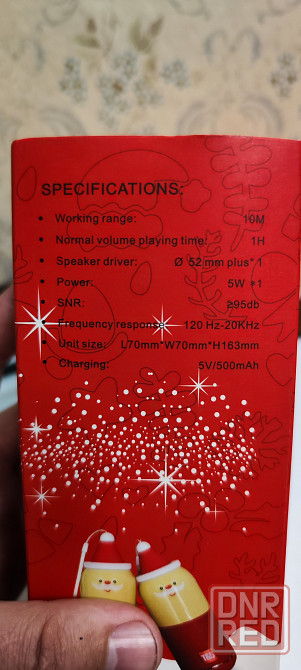 SPECIFICATIONS:
• Working range: 10M
• Normal volume playing time: 1H
• Speaker driver: Ø 52 mm plus* 1
• Power: 5W *1
• SNR: ≥95db
• Frequency response: 120 Hz-20KHz
• Unit size: L70mm*W70mm*H163mm
• Charging: 5V/500mAh
DNR
RED